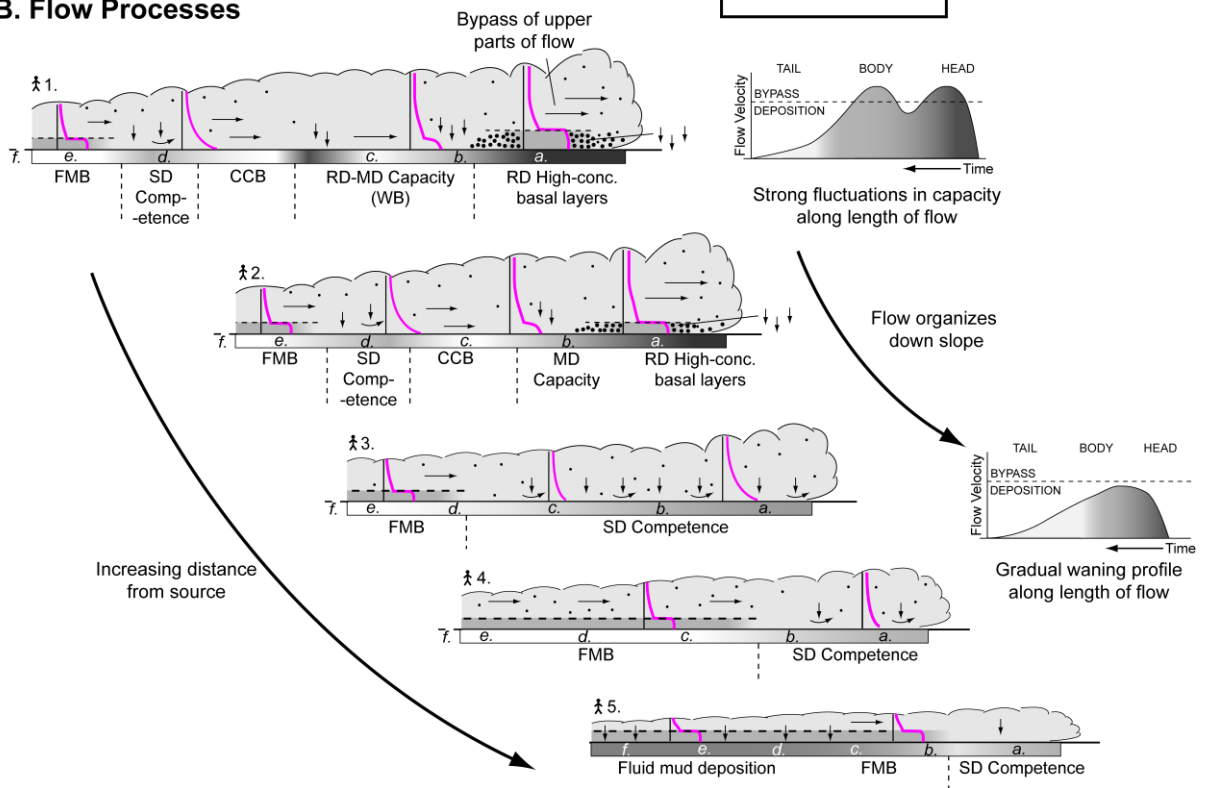 B. Flow Processes
Bypass of upper
parts of flow
1.
f.
e.
d.
c.
b.
a.
FMB
SD
Comp-
-etence
CCB
RD-MD Capacity
(WB)
RD High-conc.
basal layers
Flow Velocity
TAIL
BODY
HEAD
BYPASS
DEPOSITION
Time
Strong fluctuations in capacity
along length of flow
2.
f.
e.
d.
c.
b.
a.
FMB
SD
Comp-
-etence
CCB
MD
Capacity
RD High-conc.
basal layers
Flow organizes
down slope
3.
f.
e.
d.
c.
b.
a.
FMB
SD Competence
Flow Velocity
TAIL
BODY
HEAD
BYPASS
DEPOSITION
Time
Gradual waning profile
along length of flow
Increasing distance
from source
4.
f.
e.
d.
c.
b.
a.
FMB
SD Competence
5.
f.
e.
d.
c.
b.
a.
Fluid mud deposition
FMB
SD Competence